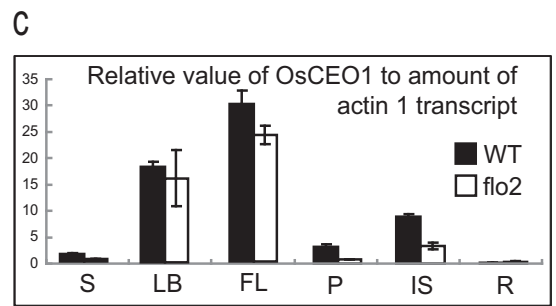 C
Relative value of OsCEO1 to amount of
actin 1 transcript
35
30
25
20
15
10
5
0
WT
flo2
S LB FL P IS R